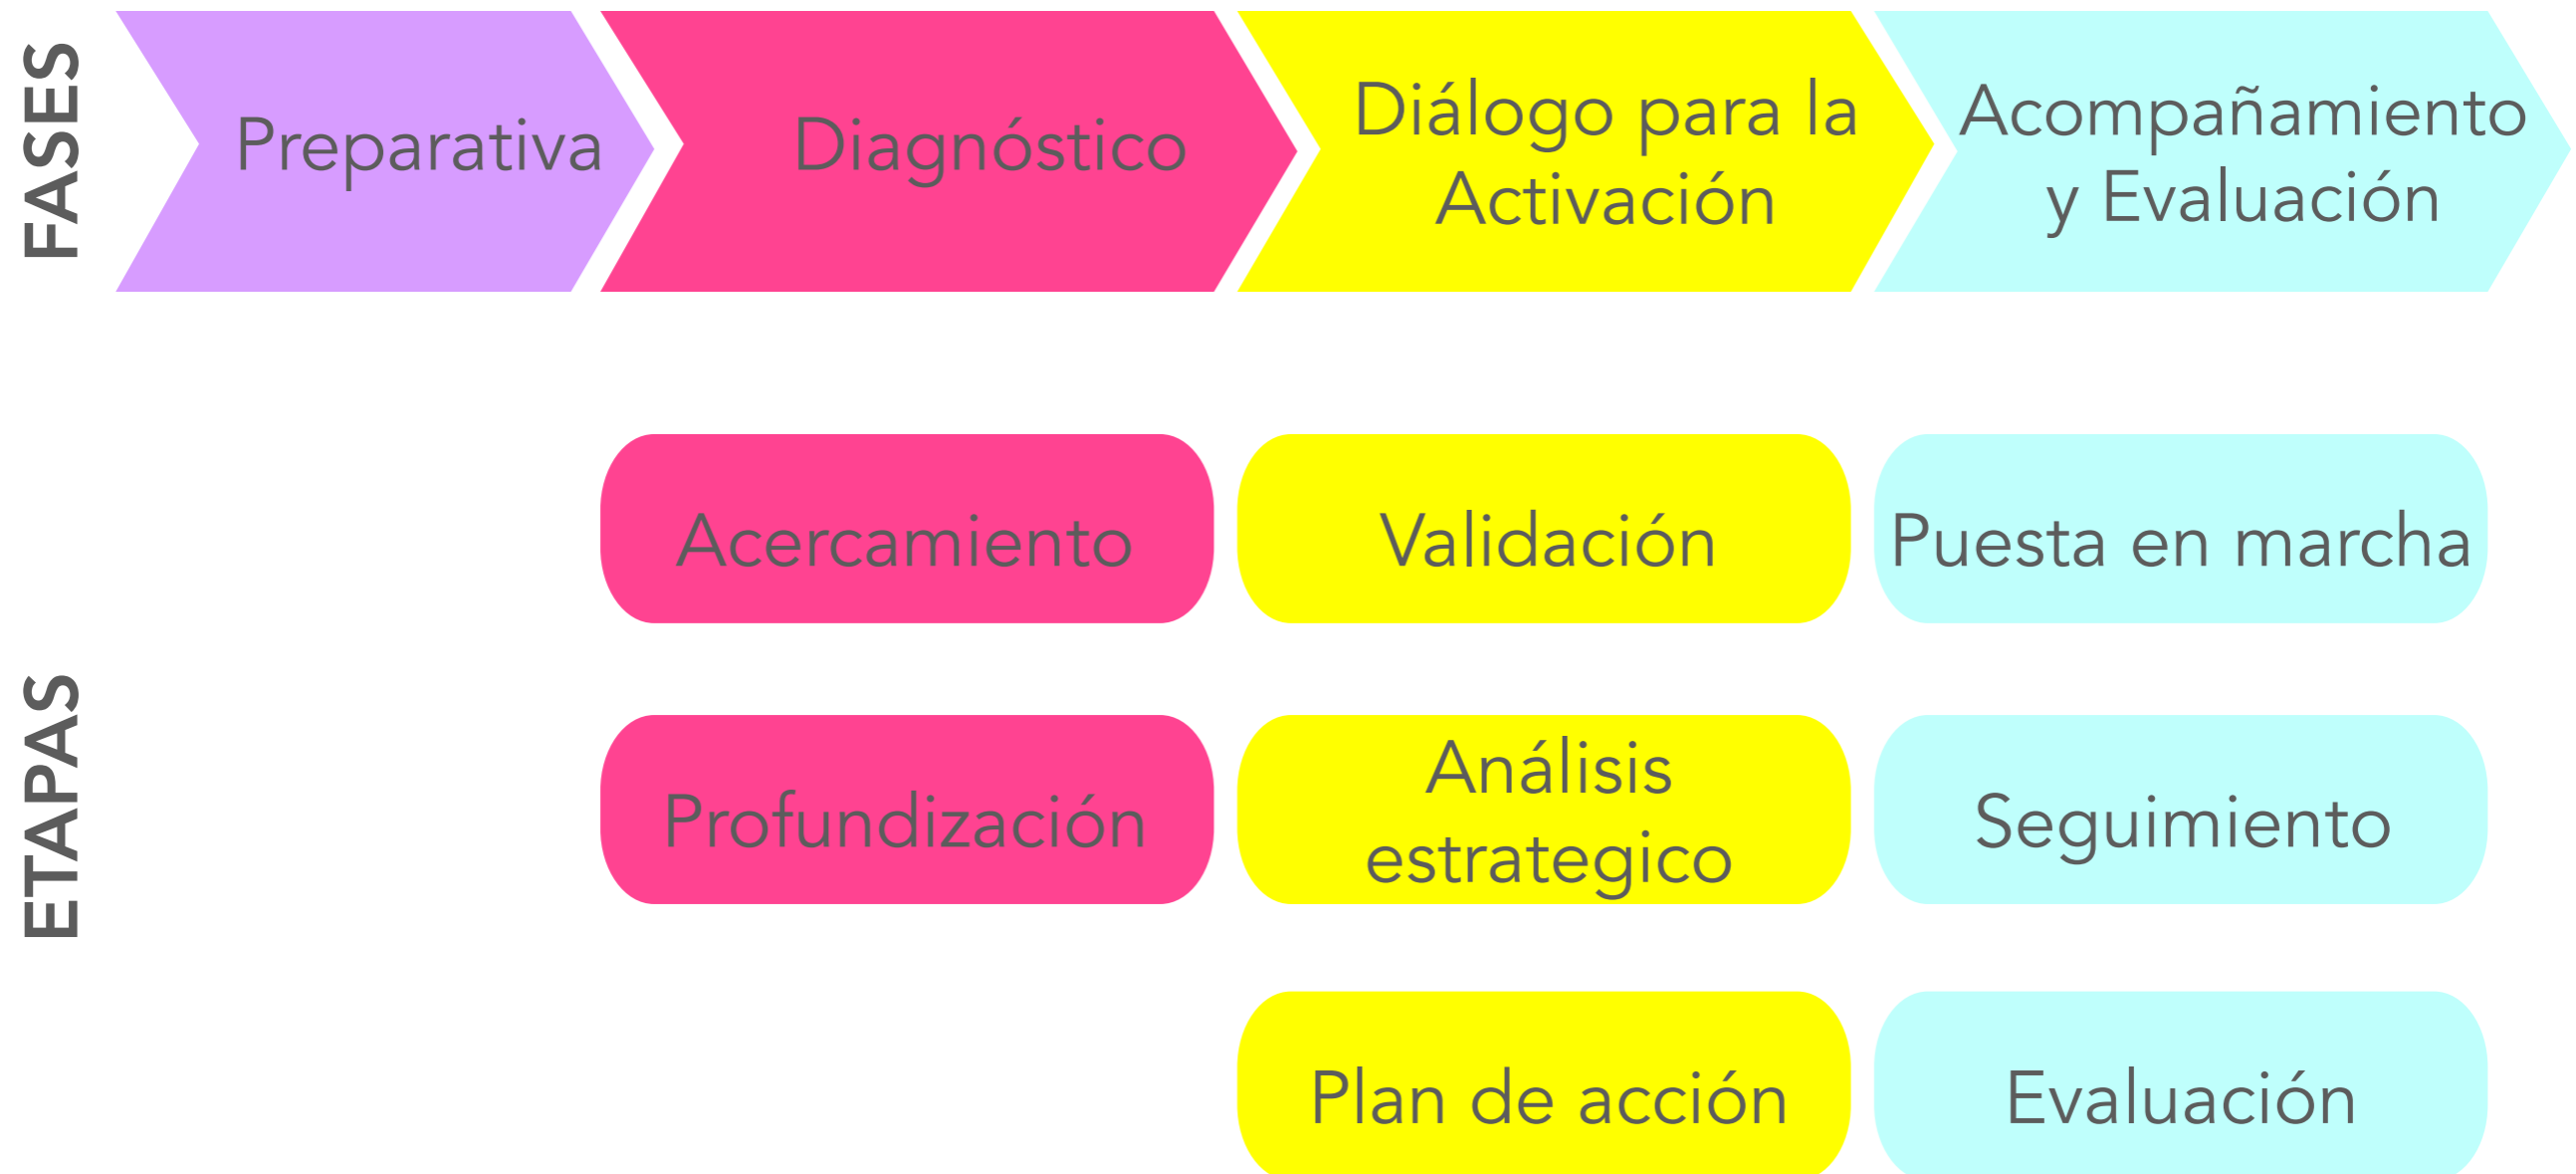 FASES
Preparativa
Diagnóstico
Diálogo para la
Activación
Acompañamiento
y Evaluación
ETAPAS
Acercamiento
Validación
Puesta en marcha
Profundización
Análisis
estrategico
Seguimiento
Plan de acción
Evaluación